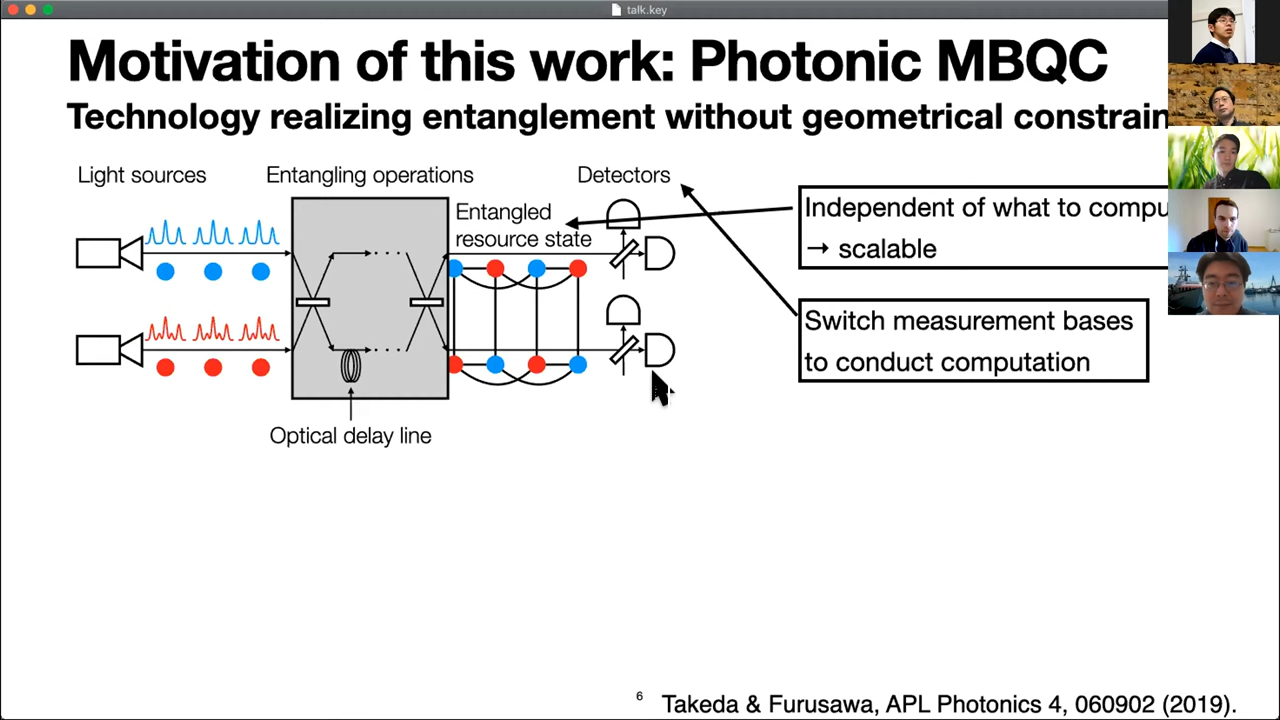 talk.key
Motivation of this work: Photonic MBQC
Technology realizing entanglement without geometrical constrain
Light sources
Entangling operations
Detectors
Entangled
resource state
Independent of what to compu
→ scalable
Switch measurement bases
to conduct computation
Optical delay line
6
Takeda & Furusawa, APL Photonics 4, 060902 (2019).